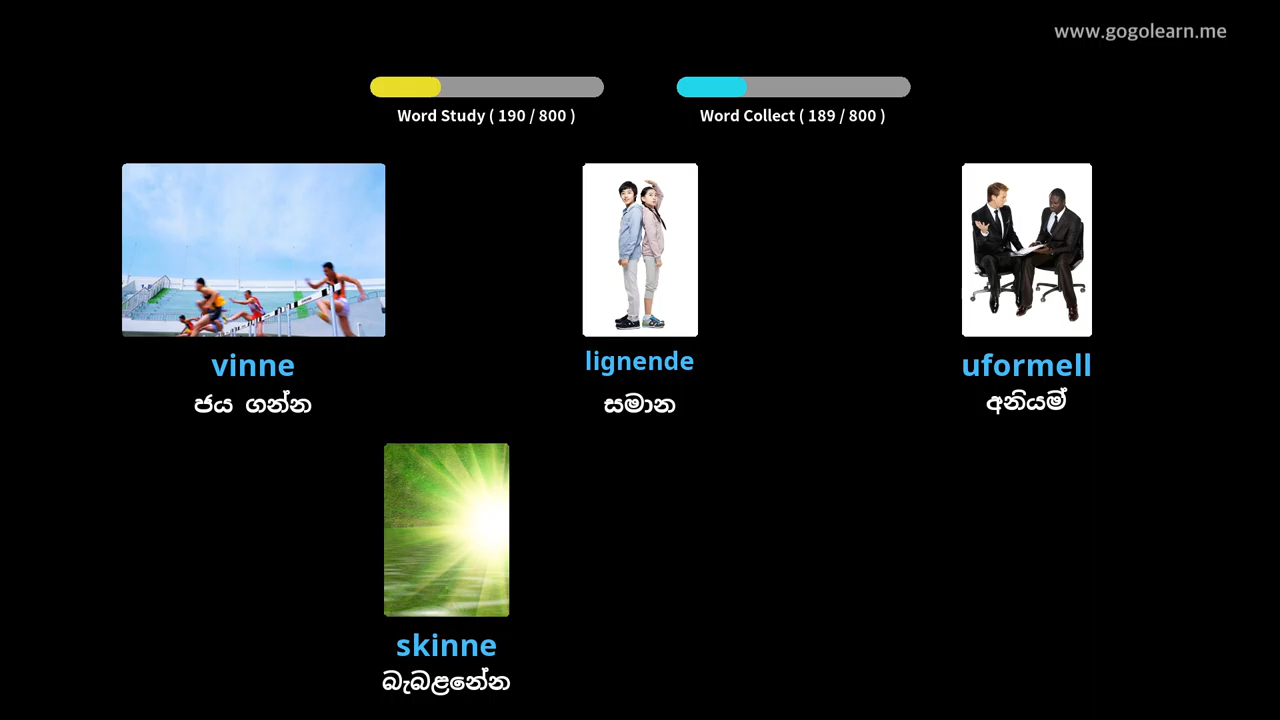 www.gogolearn.me
Word Study ( 190 / 800 )
Word Collect ( 189 / 800 )
vinne
lignende
uformell
ජය ගන්න
සමාන
අනියම්
skinne
බැබළනේන